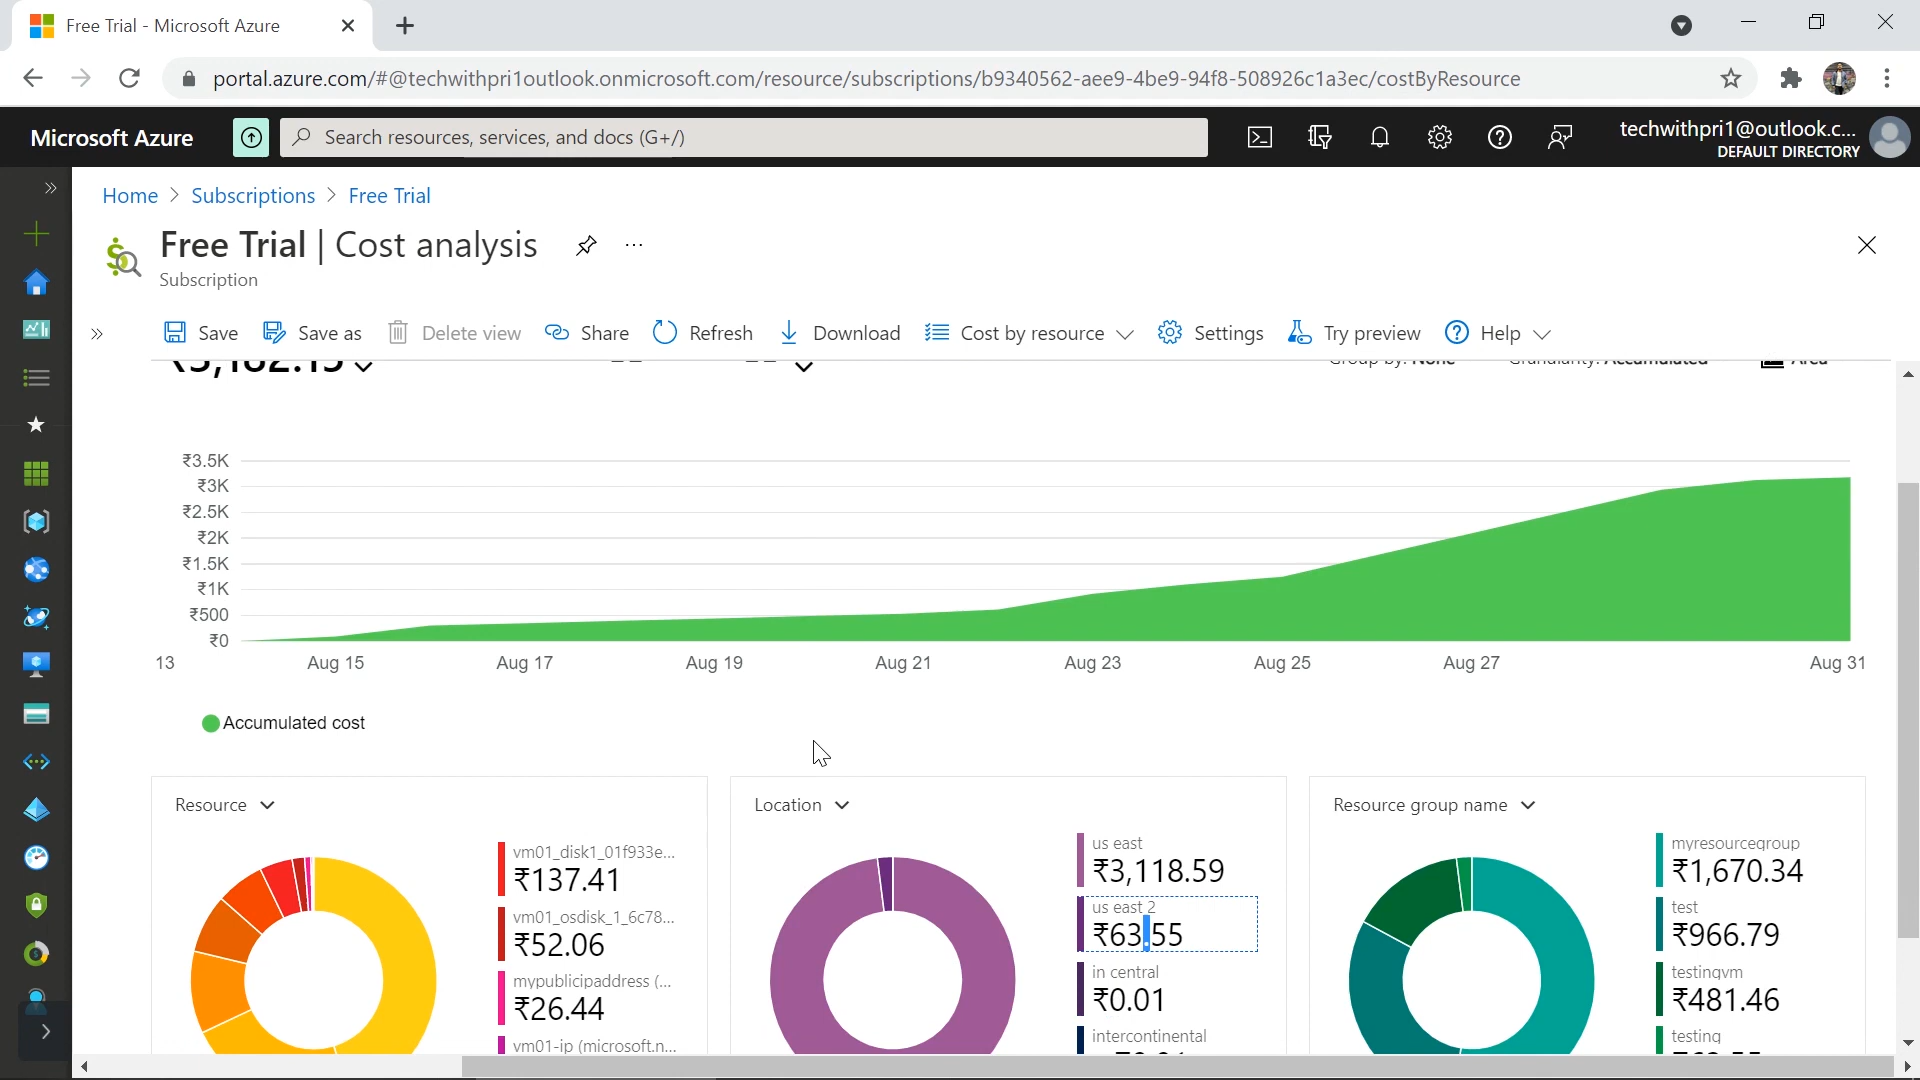 Free Trial - Microsoft Azure
portal.azure.com/#@techwithpri1outlook.onmicrosoft.com/resource/subscriptions/b9340562-aee9-4be9-94f8-508926c1a3ec/costByResource
Microsoft Azure
Search resources, services, and docs (G+/)
techwithpri1@outlook.c...
DEFAULT DIRECTORY
Home > Subscriptions > Free Trial
Free Trial | Cost analysis
Subscription
Save Save as Delete view Share Refresh Download Cost by resource Settings Try preview Help
Group by: None Granularity: Accumulated Area
₹3.5K
₹3K
₹2.5K
₹2K
₹1.5K
₹1K
₹500
₹0
13 Aug 15 Aug 17 Aug 19 Aug 21 Aug 23 Aug 25 Aug 27 Aug 31
Accumulated cost
Resource
vm01_disk1_01f933e...
₹137.41
vm01_osdisk_1_6c78...
₹52.06
mypublicipaddress (...
₹26.44
vm01-ip (microsoft.n...
Location
us east
₹3,118.59
us east 2
₹63.55
in central
₹0.01
intercontinental
Resource group name
myresourcegroup
₹1,670.34
test
₹966.79
testingvm
₹481.46
testing